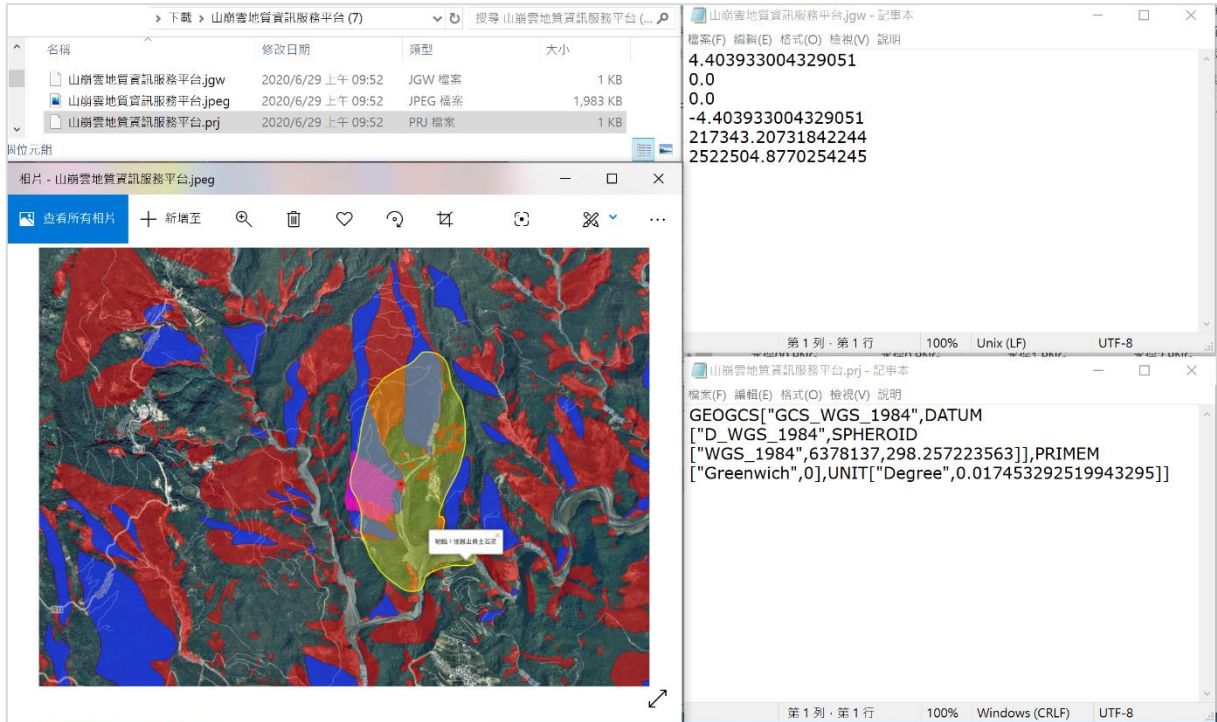 › 下載 › 山崩雲地質資訊服務平台 (7)
搜尋 山崩雲地質資訊服務平台 (...
名稱 修改日期 類型 大小
山崩雲地質資訊服務平台.jgw 2020/6/29 上午 09:52 JGW 檔案 1 KB
山崩雲地質資訊服務平台.jpeg 2020/6/29 上午 09:52 JPEG 檔案 1,983 KB
山崩雲地質資訊服務平台.prj 2020/6/29 上午 09:52 PRJ 檔案 1 KB
位元組
相片 - 山崩雲地質資訊服務平台.jpeg
查看所有相片 新增至
山崩雲地質資訊服務平台.jgw - 記事本
檔案(F) 編輯(E) 格式(O) 檢視(V) 說明
4.403933004329051
0.0
0.0
-4.403933004329051
217343.20731842244
2522504.8770254245
第 1 列，第 1 行 100% Unix (LF) UTF-8
山崩雲地質資訊服務平台.prj - 記事本
檔案(F) 編輯(E) 格式(O) 檢視(V) 說明
GEOGCS["GCS_WGS_1984",DATUM
["D_WGS_1984",SPHEROID
["WGS_1984",6378137,298.257223563]],PRIMEM
["Greenwich",0],UNIT["Degree",0.017453292519943295]]
第 1 列，第 1 行 100% Windows (CRLF) UTF-8